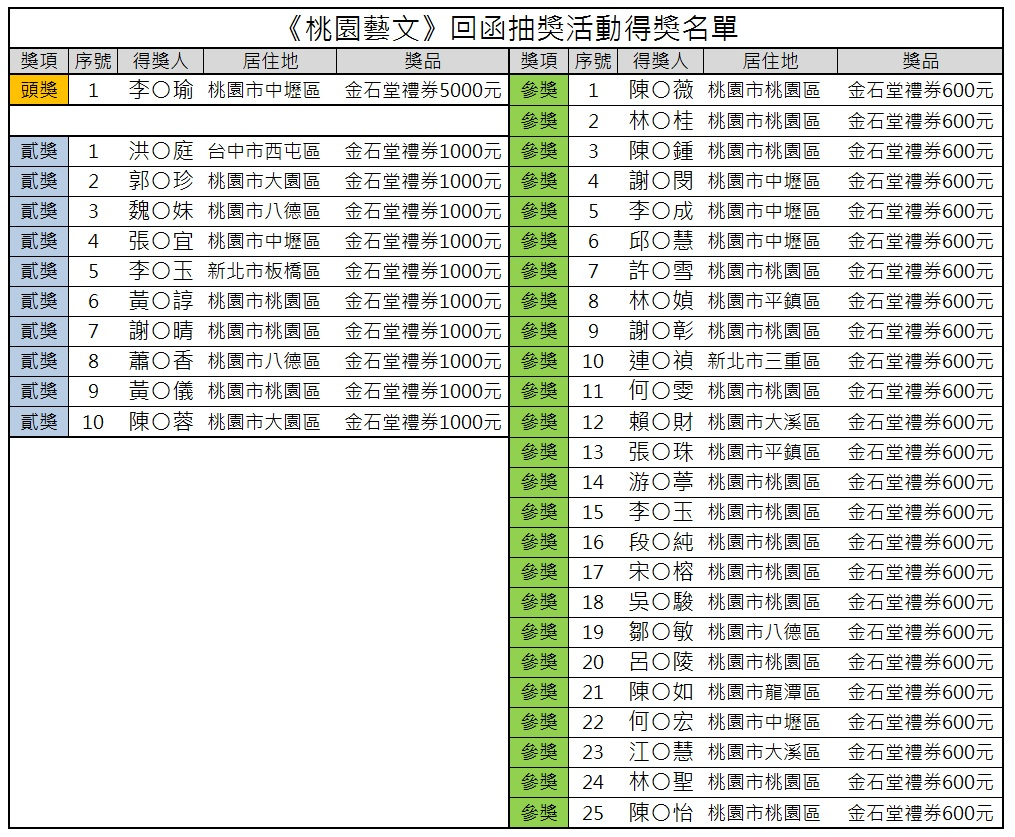 《桃園藝文》回函抽獎活動得獎名單
獎項 序號 得獎人 居住地 獎品 獎項 序號 得獎人 居住地 獎品
頭獎 1 李○瑜 桃園市中壢區 金石堂禮券5000元 參獎 1 陳○薇 桃園市桃園區 金石堂禮券600元
參獎 2 林○桂 桃園市桃園區 金石堂禮券600元
貳獎 1 洪○庭 台中市西屯區 金石堂禮券1000元 參獎 3 陳○鍾 桃園市桃園區 金石堂禮券600元
貳獎 2 郭○珍 桃園市大園區 金石堂禮券1000元 參獎 4 謝○閔 桃園市中壢區 金石堂禮券600元
貳獎 3 魏○妹 桃園市八德區 金石堂禮券1000元 參獎 5 李○成 桃園市中壢區 金石堂禮券600元
貳獎 4 張○宜 桃園市中壢區 金石堂禮券1000元 參獎 6 邱○慧 桃園市中壢區 金石堂禮券600元
貳獎 5 李○玉 新北市板橋區 金石堂禮券1000元 參獎 7 許○雪 桃園市桃園區 金石堂禮券600元
貳獎 6 黃○諄 桃園市桃園區 金石堂禮券1000元 參獎 8 林○媜 桃園市平鎮區 金石堂禮券600元
貳獎 7 謝○晴 桃園市桃園區 金石堂禮券1000元 參獎 9 謝○彰 桃園市桃園區 金石堂禮券600元
貳獎 8 蕭○香 桃園市八德區 金石堂禮券1000元 參獎 10 連○禎 新北市三重區 金石堂禮券600元
貳獎 9 黃○儀 桃園市桃園區 金石堂禮券1000元 參獎 11 何○雯 桃園市桃園區 金石堂禮券600元
貳獎 10 陳○蓉 桃園市大園區 金石堂禮券1000元 參獎 12 賴○財 桃園市大溪區 金石堂禮券600元
參獎 13 張○珠 桃園市平鎮區 金石堂禮券600元
參獎 14 游○葶 桃園市桃園區 金石堂禮券600元
參獎 15 李○玉 桃園市桃園區 金石堂禮券600元
參獎 16 段○純 桃園市桃園區 金石堂禮券600元
參獎 17 宋○榕 桃園市桃園區 金石堂禮券600元
參獎 18 吳○駿 桃園市桃園區 金石堂禮券600元
參獎 19 鄒○敏 桃園市八德區 金石堂禮券600元
參獎 20 呂○陵 桃園市桃園區 金石堂禮券600元
參獎 21 陳○如 桃園市龍潭區 金石堂禮券600元
參獎 22 何○宏 桃園市中壢區 金石堂禮券600元
參獎 23 江○慧 桃園市大溪區 金石堂禮券600元
參獎 24 林○聖 桃園市桃園區 金石堂禮券600元
參獎 25 陳○怡 桃園市桃園區 金石堂禮券600元